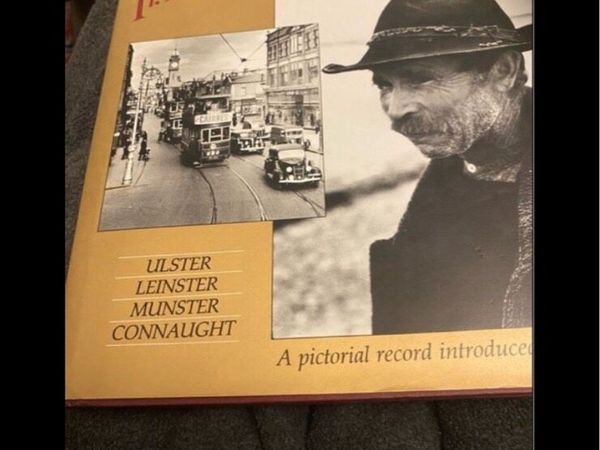 ULSTER
LEINSTER
MUNSTER
CONNAUGHT
A pictorial record introduced